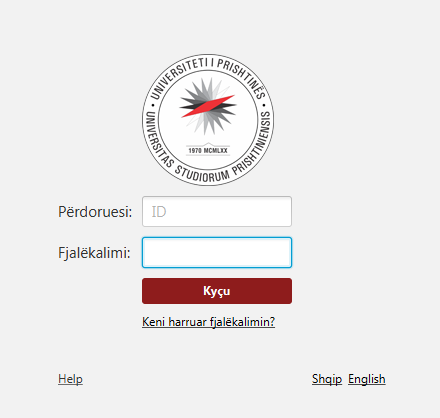 UNIVERSITETI I PRISHTINËS
UNIVERSITAS STUDIORUM PRISHTINIENSIS
1970 MCMLXX
Përdoruesi: ID
Fjalëkalimi:
Kyçu
Keni harruar fjalëkalimin?
Help Shqip English